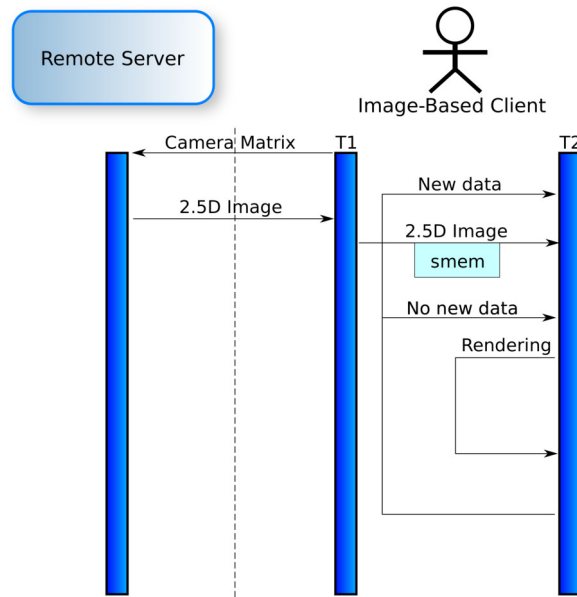 Remote Server
Image-Based Client
Camera Matrix
T1
T2
New data
2.5D Image
2.5D Image
smem
No new data
Rendering